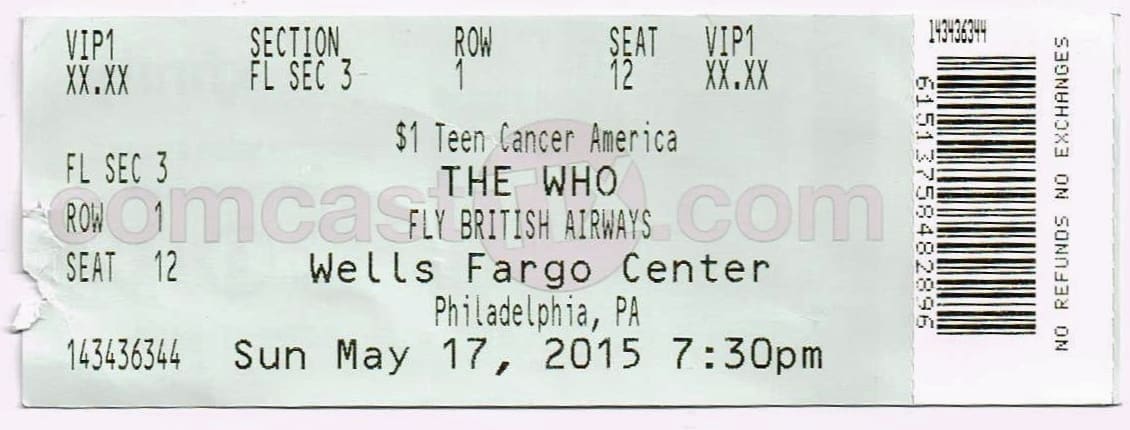 VIP1 SECTION ROW SEAT VIP1
XX.XX FL SEC 3 1 12 XX.XX
$1 Teen Cancer America
FL SEC 3 THE WHO
ROW 1 FLY BRITISH AIRWAYS
SEAT 12 Wells Fargo Center
Philadelphia, PA
143436344 Sun May 17, 2015 7:30pm
comcastTIX.com
143436344
61513758482896
NO REFUNDS NO EXCHANGES